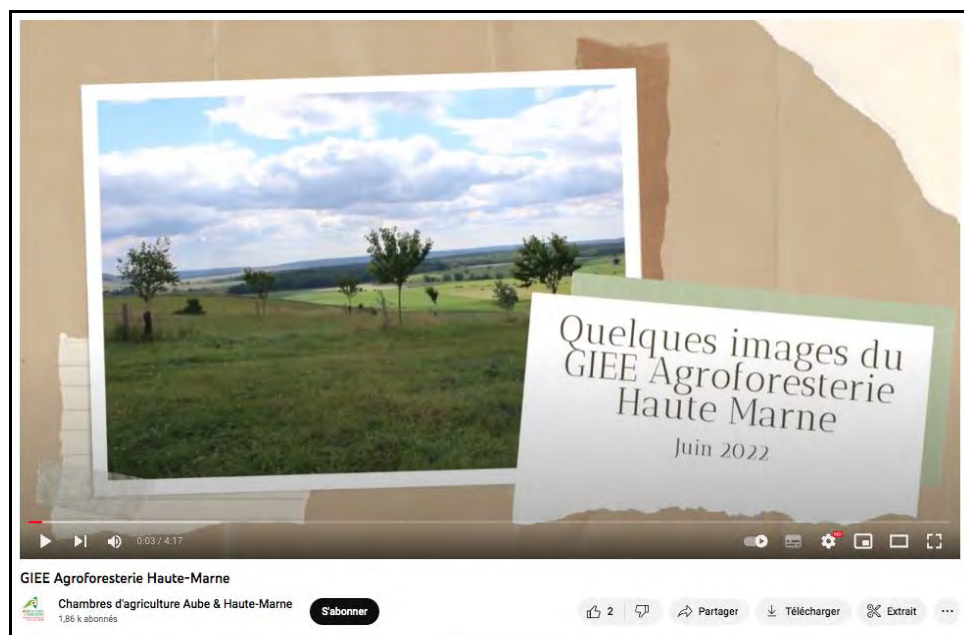 Quelques images du
GIEE Agroforesterie
Haute Marne
Juin 2022
0:03 / 4:17
GIEE Agroforesterie Haute-Marne
Chambres d'agriculture Aube & Haute-Marne
1,86 k abonnés
S'abonner
2
Partager
Télécharger
Extrait